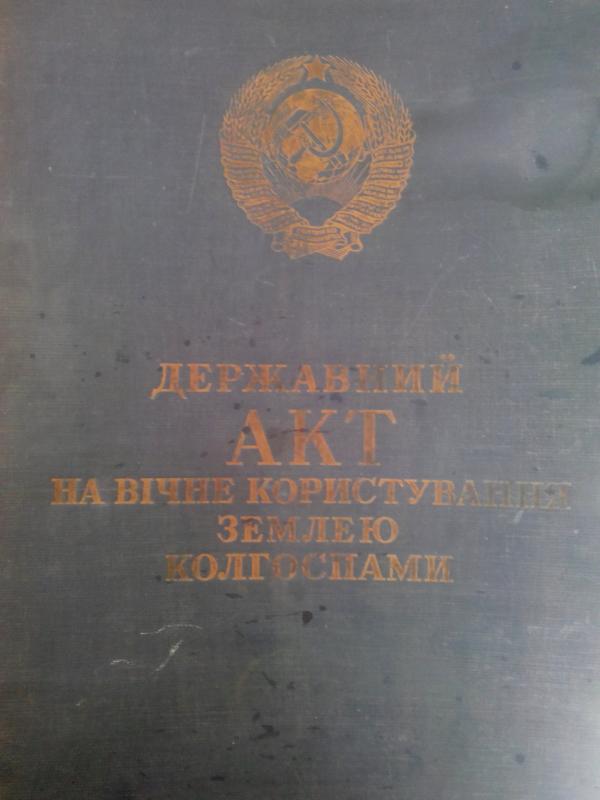 ДЕРЖАВНИЙ
АКТ
НА ВІЧНЕ КОРИСТУВАННЯ
ЗЕМЛЕЮ
КОЛГОСПАМИ